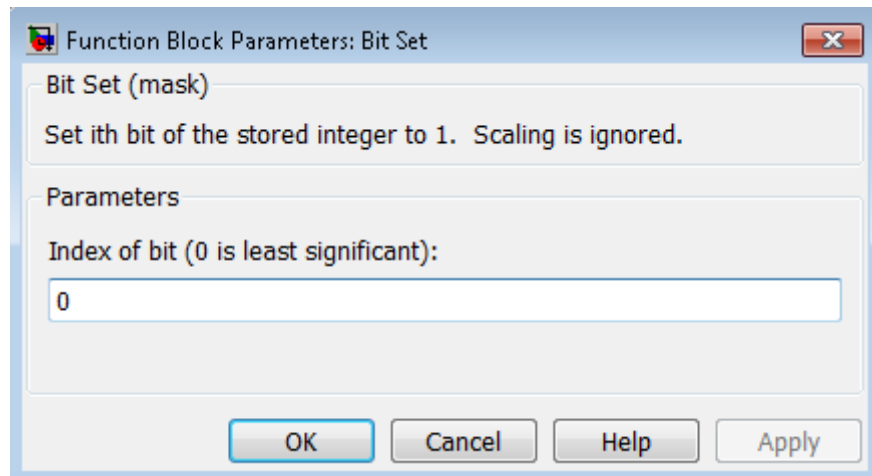 Function Block Parameters: Bit Set
Bit Set (mask)
Set ith bit of the stored integer to 1.  Scaling is ignored.
Parameters
Index of bit (0 is least significant):
0
OK Cancel Help Apply